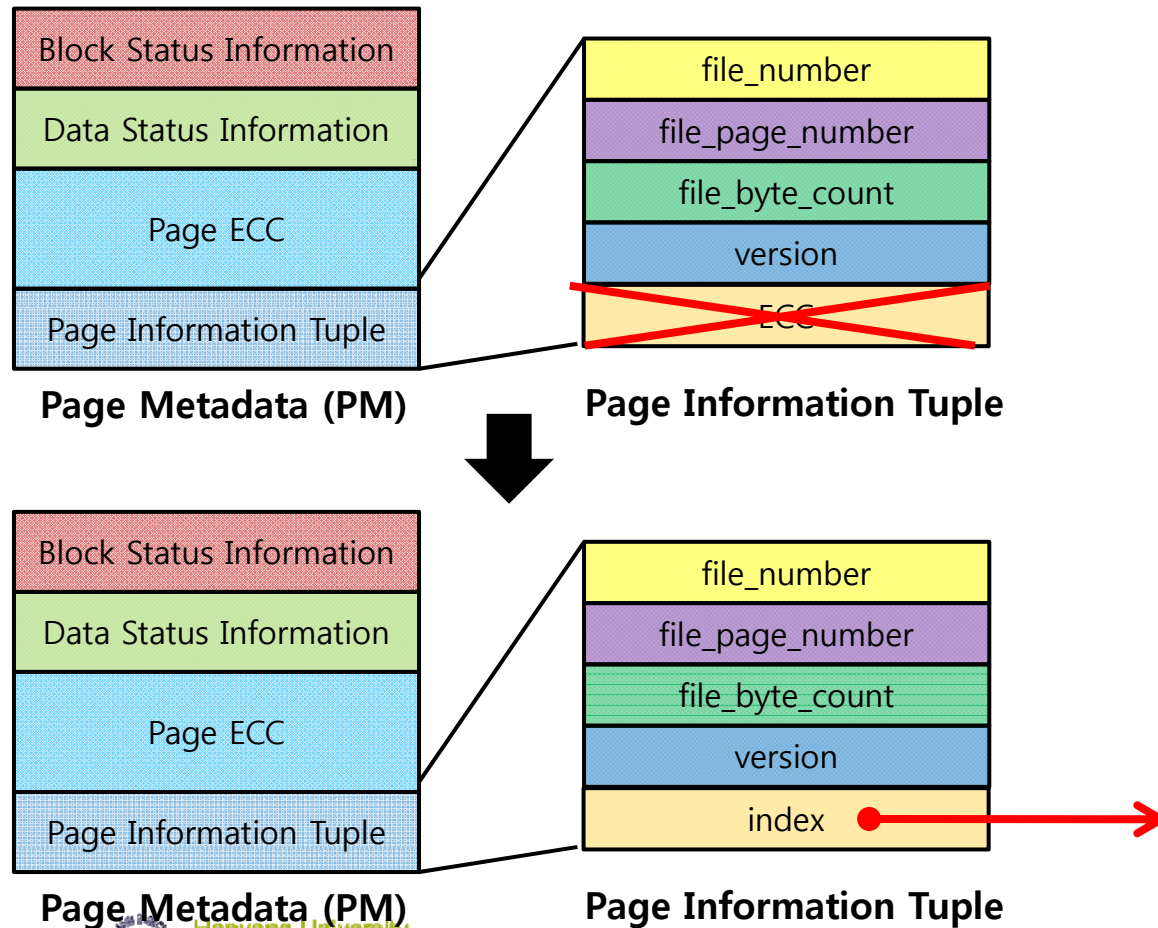 Block Status Information
Data Status Information
Page ECC
Page Information Tuple
Page Metadata (PM)
file_number
file_page_number
file_byte_count
version
ECC
Page Information Tuple
Block Status Information
Data Status Information
Page ECC
Page Information Tuple
Page Metadata (PM)
Hanyang University
file_number
file_page_number
file_byte_count
version
index
Page Information Tuple